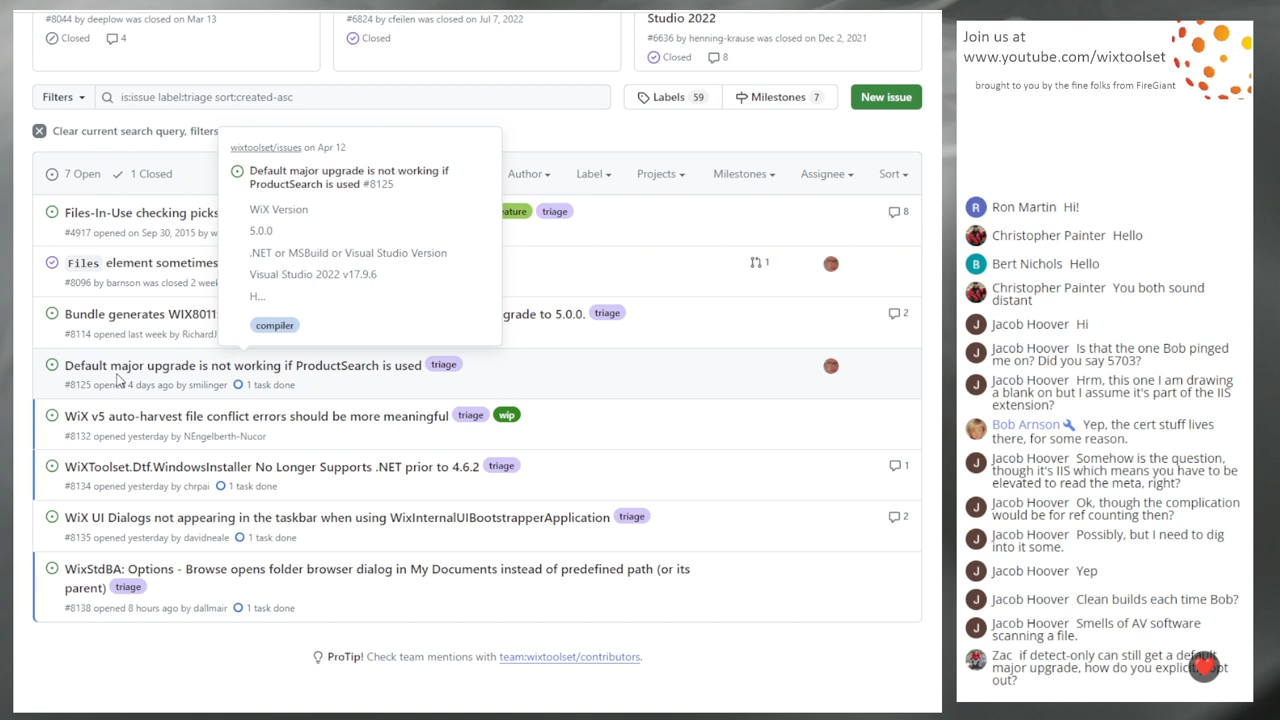 #8044 by deeplow was closed on Mar 13
Closed 4
#6824 by cfeilen was closed on Jul 7, 2022
Closed
Studio 2022
#6636 by henning-krause was closed on Dec 2, 2021
Closed 8
Filters
is:issue label:triage sort:created-asc
Labels 59
Milestones 7
New issue
Clear current search query, filters
7 Open 1 Closed
Author
Label
Projects
Milestones
Assignee
Sort
wixtoolset/issues on Apr 12
Default major upgrade is not working if
ProductSearch is used #8125
WiX Version
5.0.0
.NET or MSBuild or Visual Studio Version
Visual Studio 2022 v17.9.6
H...
compiler
Files-In-Use checking picks
eature triage 8
#4917 opened on Sep 30, 2015 by w
Files element sometimes
1
#8096 by barnson was closed 2 wee
Bundle generates WIX8011
grade to 5.0.0. triage 2
#8114 opened last week by RichardJ
Default major upgrade is not working if ProductSearch is used triage
#8125 opened 4 days ago by smilinger 1 task done
WiX v5 auto-harvest file conflict errors should be more meaningful triage wip
#8132 opened yesterday by NEngelberth-Nucor
WiXToolset.Dtf.WindowsInstaller No Longer Supports .NET prior to 4.6.2 triage 1
#8134 opened yesterday by chrpai 1 task done
WiX UI Dialogs not appearing in the taskbar when using WixInternalUIBootstrapperApplication triage 2
#8135 opened yesterday by davidneale 1 task done
WixStdBA: Options - Browse opens folder browser dialog in My Documents instead of predefined path (or its
parent) triage
#8138 opened 8 hours ago by dallmair 1 task done
ProTip! Check team mentions with team:wixtoolset/contributors.
Join us at
www.youtube.com/wixtoolset
brought to you by the fine folks from FireGiant
R Ron Martin Hi!
Christopher Painter Hello
B Bert Nichols Hello
Christopher Painter You both sound
distant
J Jacob Hoover Hi
J Jacob Hoover Is that the one Bob pinged
me on? Did you say 5703?
J Jacob Hoover Hrm, this one I am drawing
a blank on but I assume it's part of the IIS
extension?
Bob Arnson Yep, the cert stuff lives
there, for some reason.
J Jacob Hoover Somehow is the question,
though it's IIS which means you have to be
elevated to read the meta, right?
J Jacob Hoover Ok, though the complication
would be for ref counting then?
J Jacob Hoover Possibly, but I need to dig
into it some.
J Jacob Hoover Yep
J Jacob Hoover Clean builds each time Bob?
J Jacob Hoover Smells of AV software
scanning a file.
Zac if detect-only can still get a default
major upgrade, how do you explicitly opt
out?